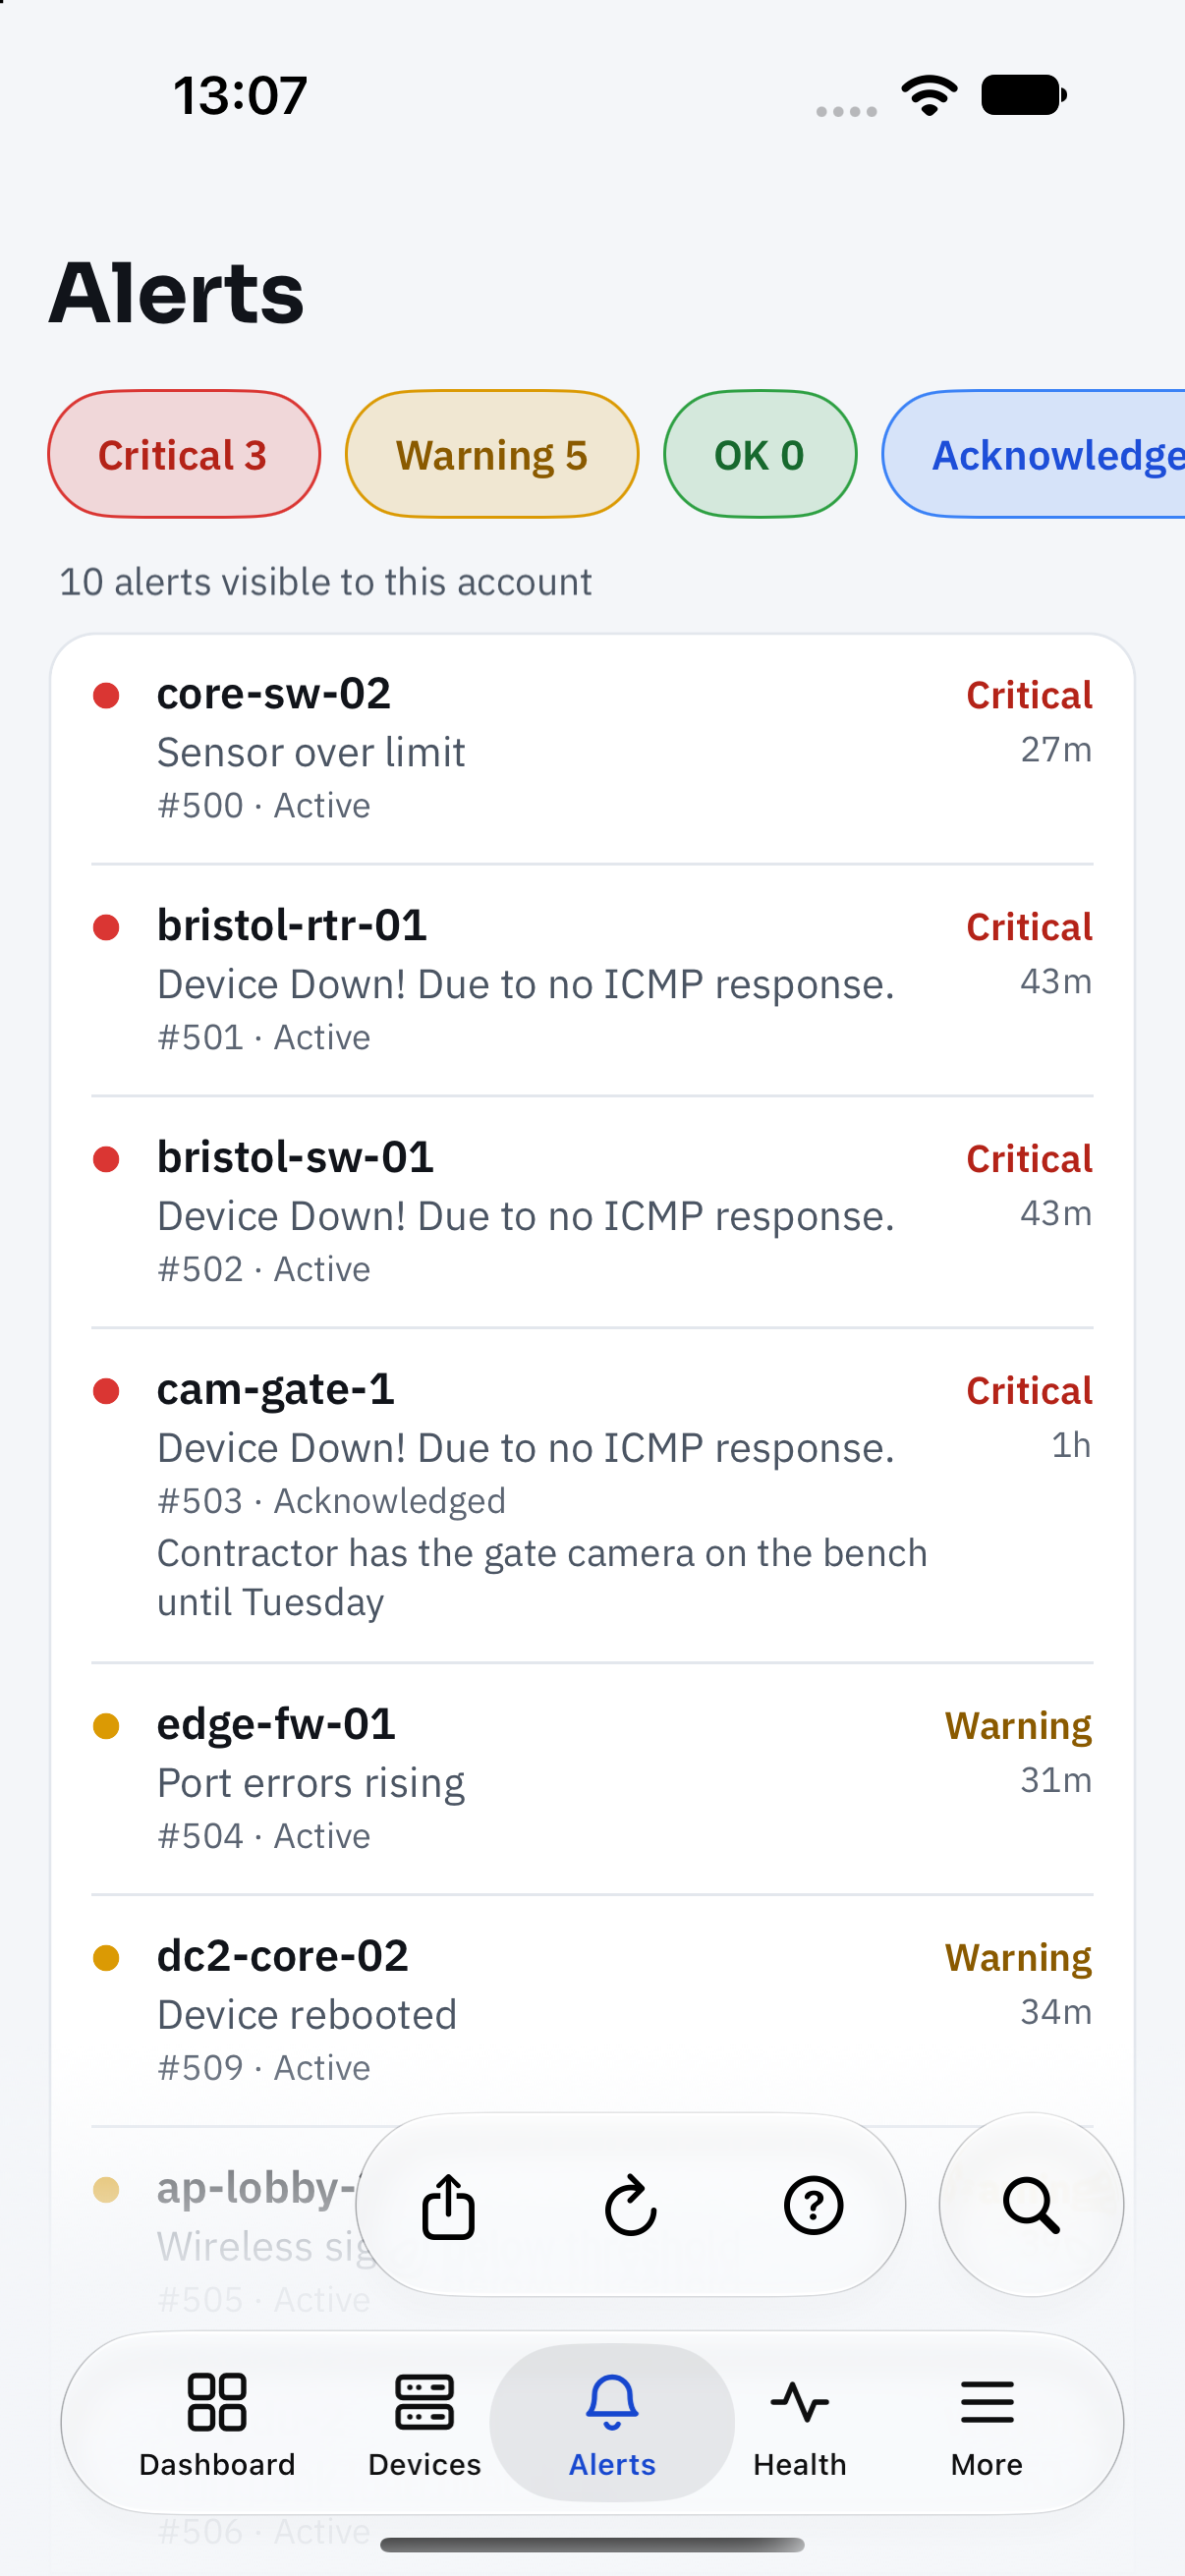 13:07
Alerts
Critical 3
Warning 5
OK 0
Acknowledge
10 alerts visible to this account
core-sw-02
Critical
Sensor over limit
27m
#500 · Active
bristol-rtr-01
Critical
Device Down! Due to no ICMP response.
43m
#501 · Active
bristol-sw-01
Critical
Device Down! Due to no ICMP response.
43m
#502 · Active
cam-gate-1
Critical
Device Down! Due to no ICMP response.
1h
#503 · Acknowledged
Contractor has the gate camera on the bench
until Tuesday
edge-fw-01
Warning
Port errors rising
31m
#504 · Active
dc2-core-02
Warning
Device rebooted
34m
#509 · Active
ap-lobby-
Wireless sig
#505 · Active
Dashboard
Devices
Alerts
Health
More
#506 · Active